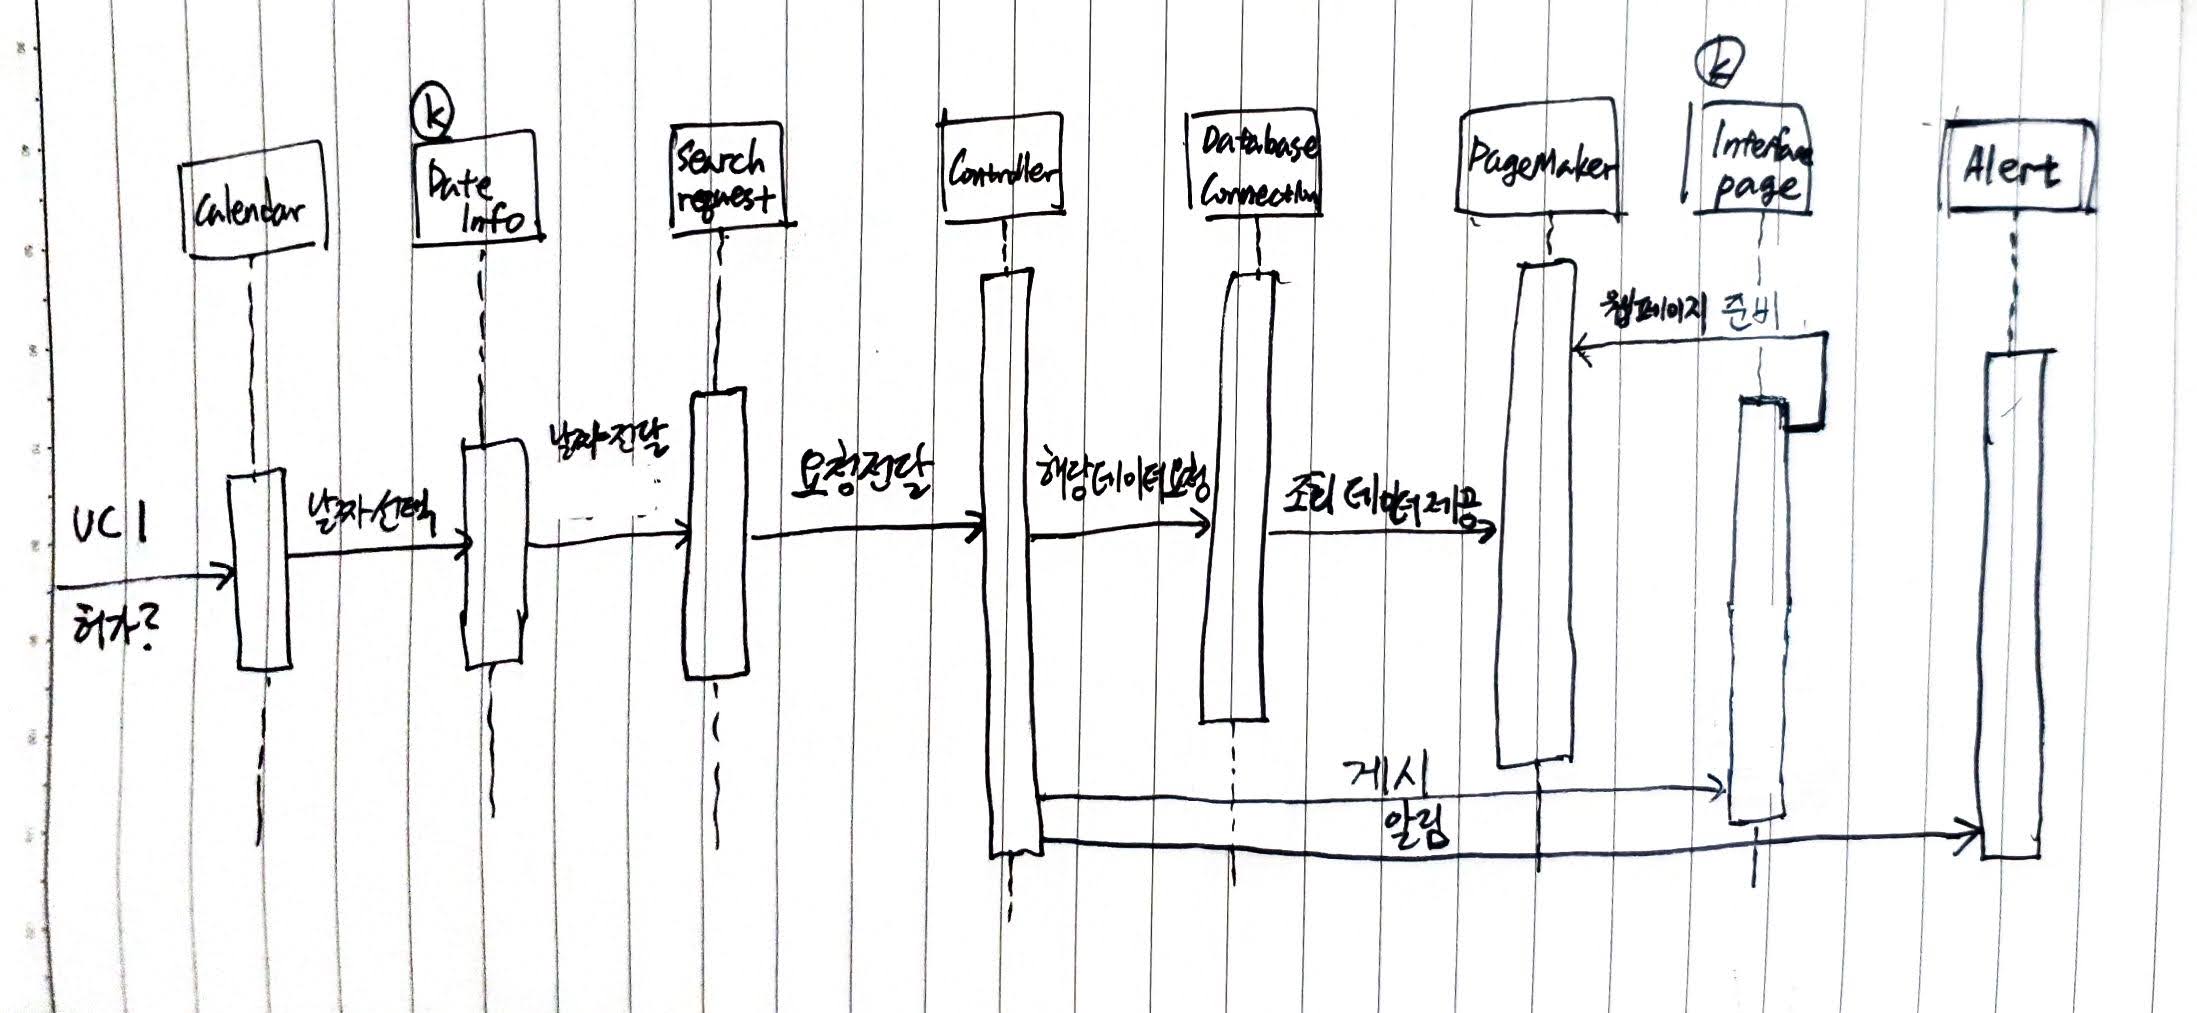 k
k
Calendar
Date
Info
Search
request
Controller
Database
Connection
PageMaker
Interface
page
Alert
웹페이지 준비
날짜전달
요청전달
해당데이터요청
조회 데이터제공
UC 1
날짜선택
허가?
게시
알림